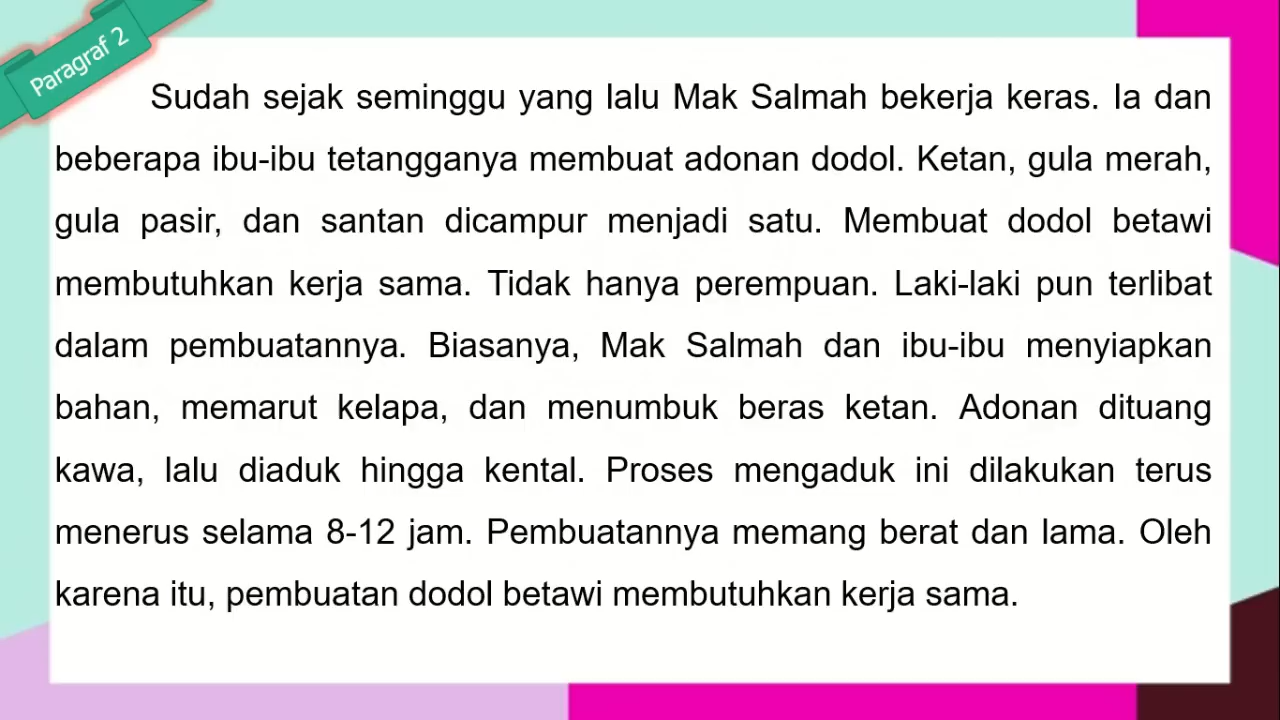 Paragraf 2
Sudah sejak seminggu yang lalu Mak Salmah bekerja keras. Ia dan
beberapa ibu-ibu tetangganya membuat adonan dodol. Ketan, gula merah,
gula pasir, dan santan dicampur menjadi satu. Membuat dodol betawi
membutuhkan kerja sama. Tidak hanya perempuan. Laki-laki pun terlibat
dalam pembuatannya. Biasanya, Mak Salmah dan ibu-ibu menyiapkan
bahan, memarut kelapa, dan menumbuk beras ketan. Adonan dituang
kawa, lalu diaduk hingga kental. Proses mengaduk ini dilakukan terus
menerus selama 8-12 jam. Pembuatannya memang berat dan lama. Oleh
karena itu, pembuatan dodol betawi membutuhkan kerja sama.